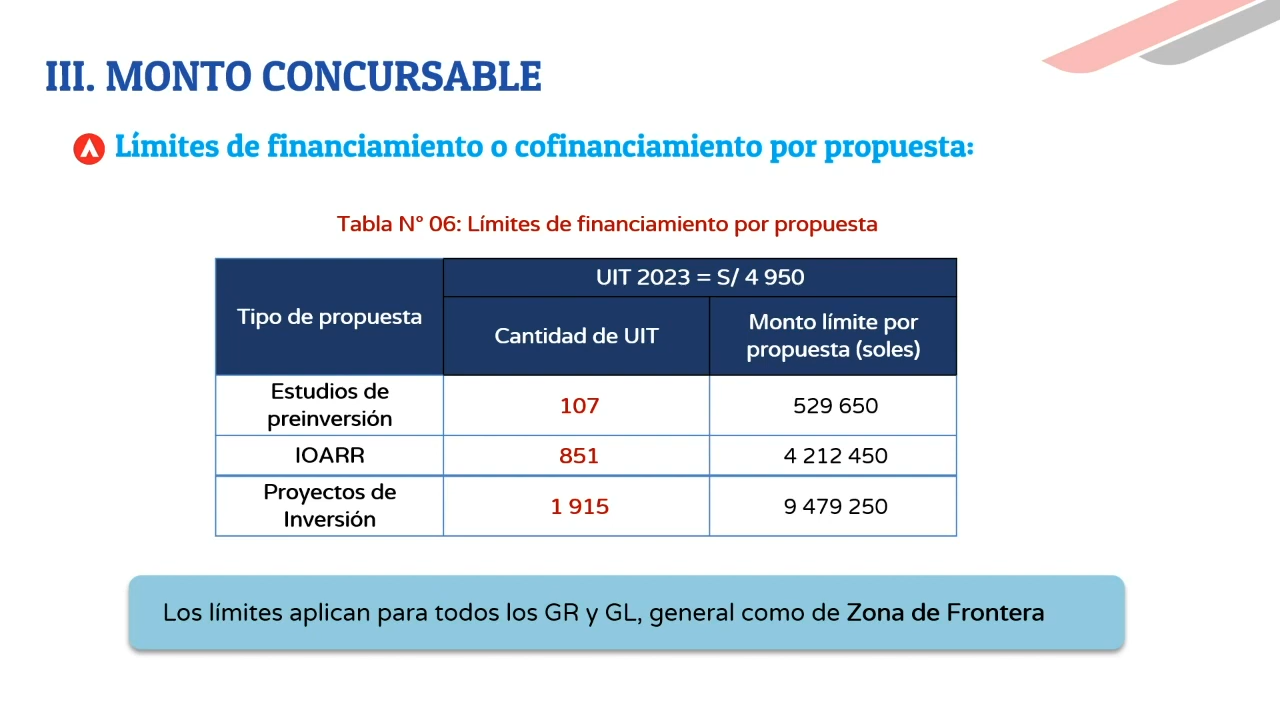 III. MONTO CONCURSABLE
Límites de financiamiento o cofinanciamiento por propuesta:
Tabla N° 06: Límites de financiamiento por propuesta
Tipo de propuesta
UIT 2023 = S/ 4 950
Cantidad de UIT
Monto límite por
propuesta (soles)
Estudios de
preinversión
107
529 650
IOARR
851
4 212 450
Proyectos de
Inversión
1 915
9 479 250
Los límites aplican para todos los GR y GL, general como de Zona de Frontera